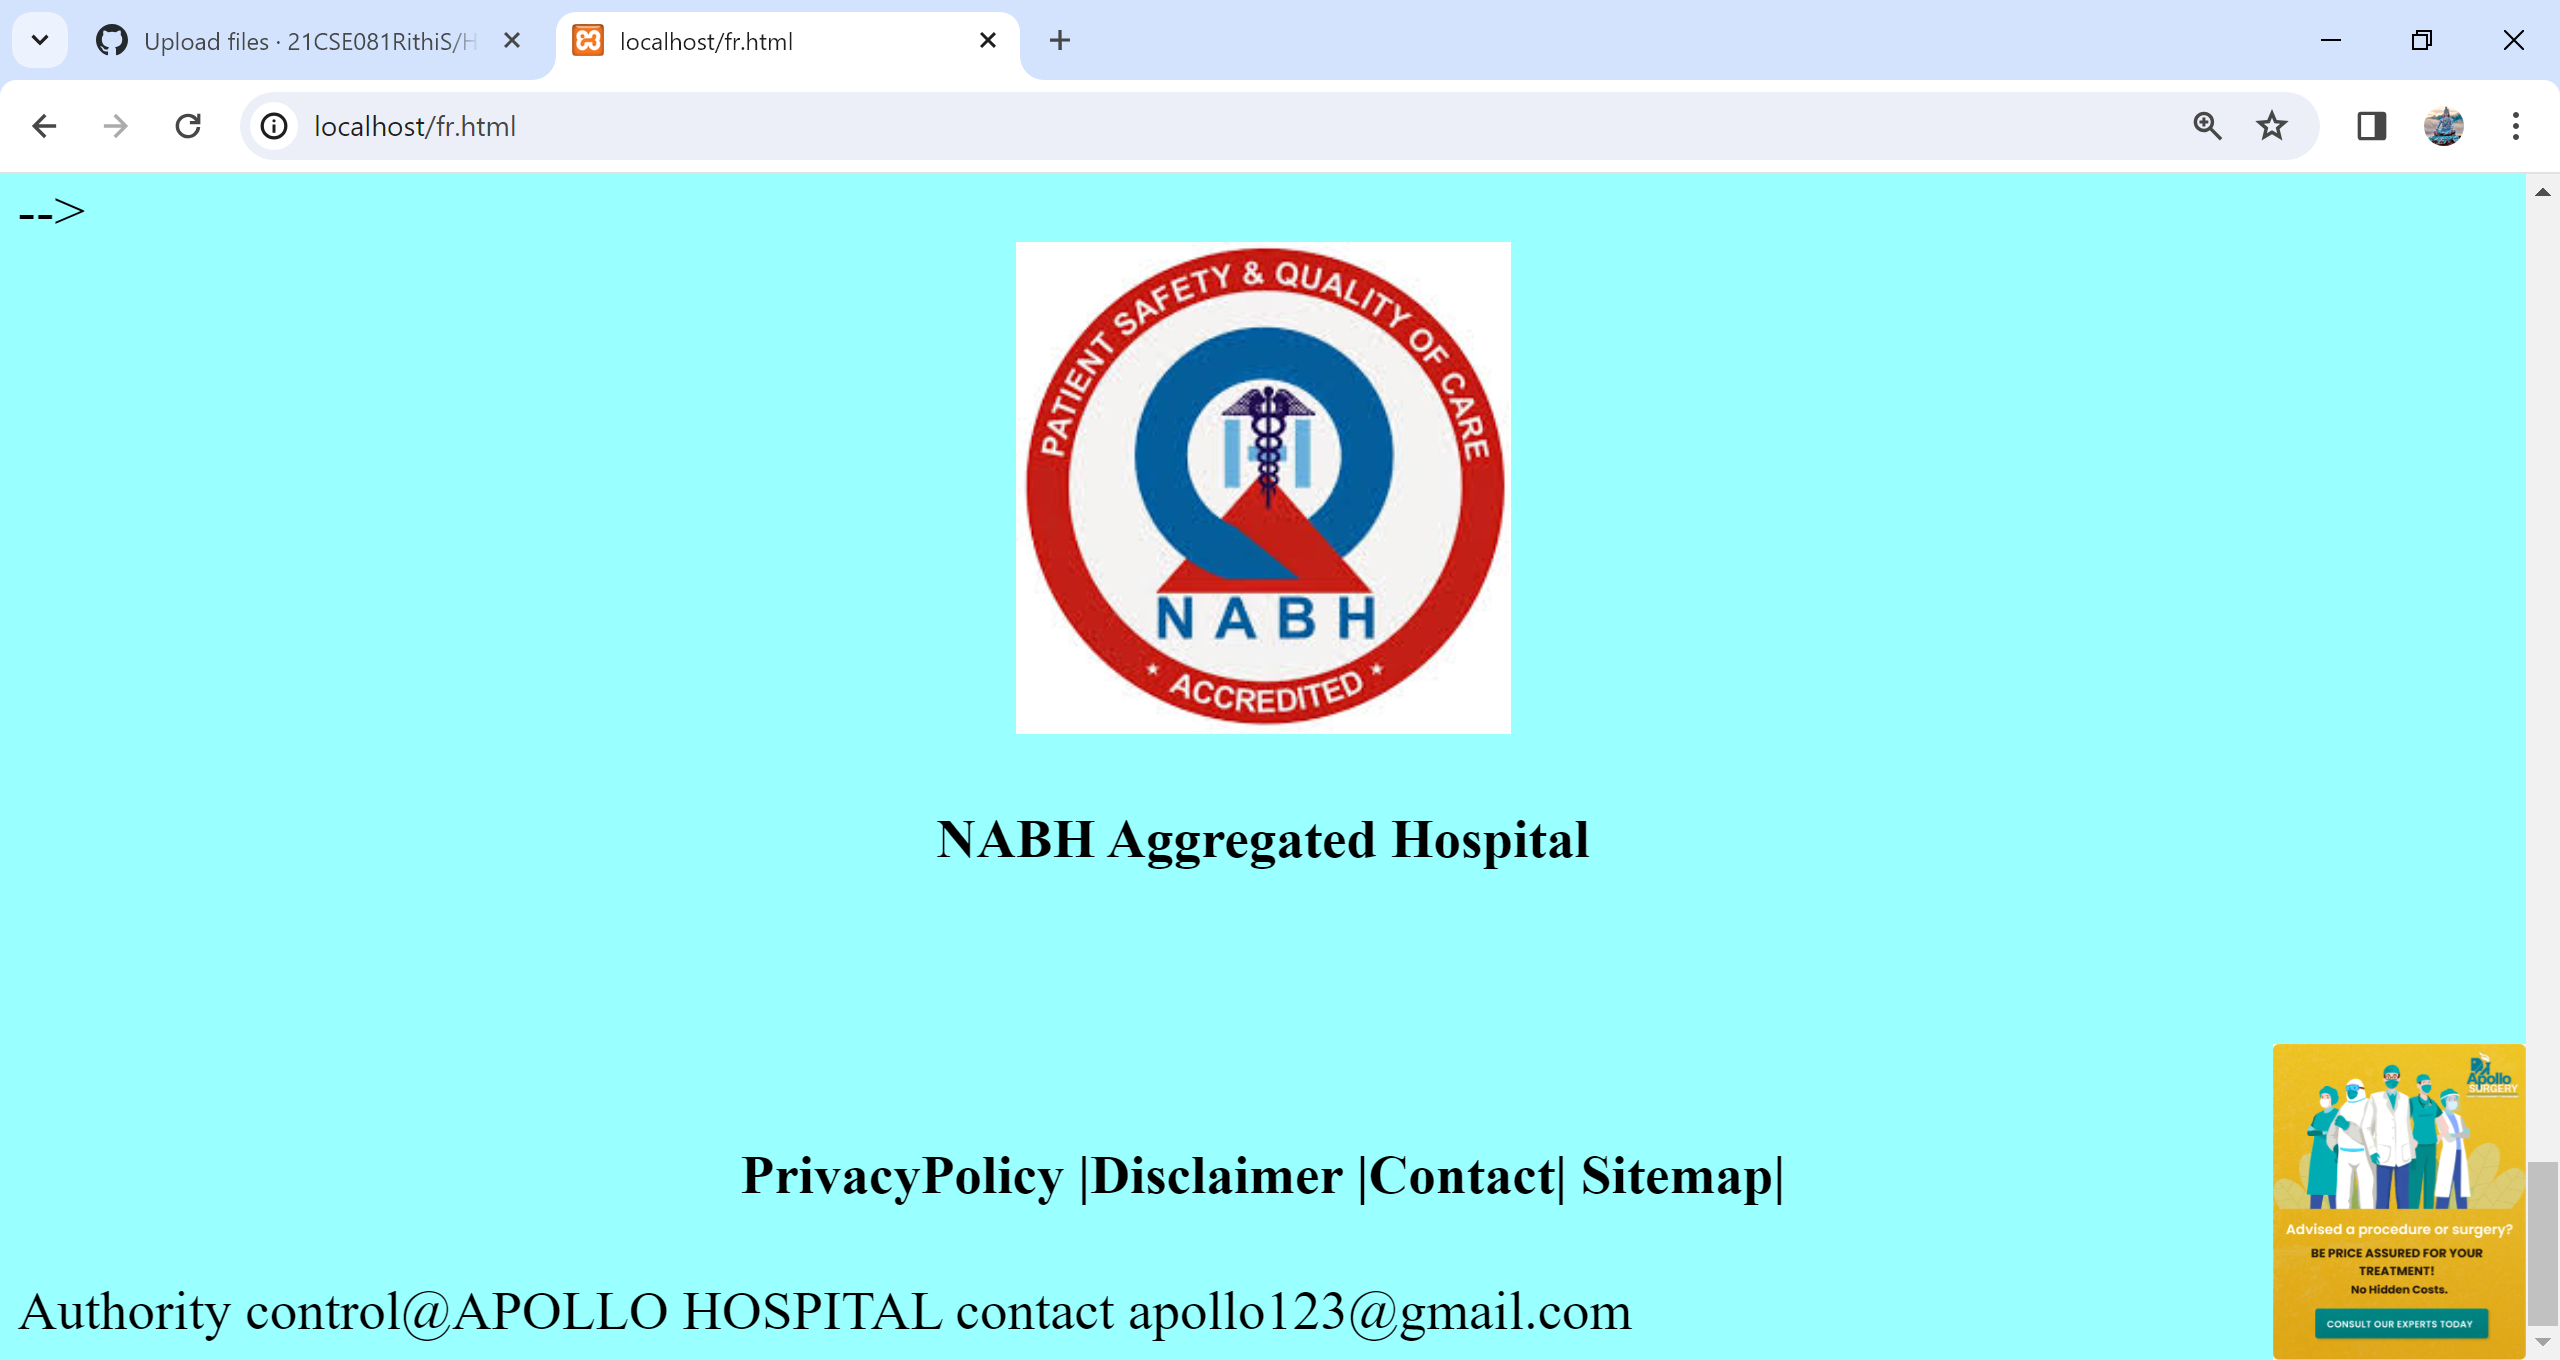 Upload files · 21CSE081RithiS/H
localhost/fr.html
localhost/fr.html
-->
PATIENT SAFETY & QUALITY OF CARE
NABH
★ ACCREDITED ★
NABH Aggregated Hospital
PrivacyPolicy |Disclaimer |Contact| Sitemap|
Authority control@APOLLO HOSPITAL contact apollo123@gmail.com
Apollo
SURGERY
Advised a procedure or surgery?
BE PRICE ASSURED FOR YOUR
TREATMENT!
No Hidden Costs.
CONSULT OUR EXPERTS TODAY